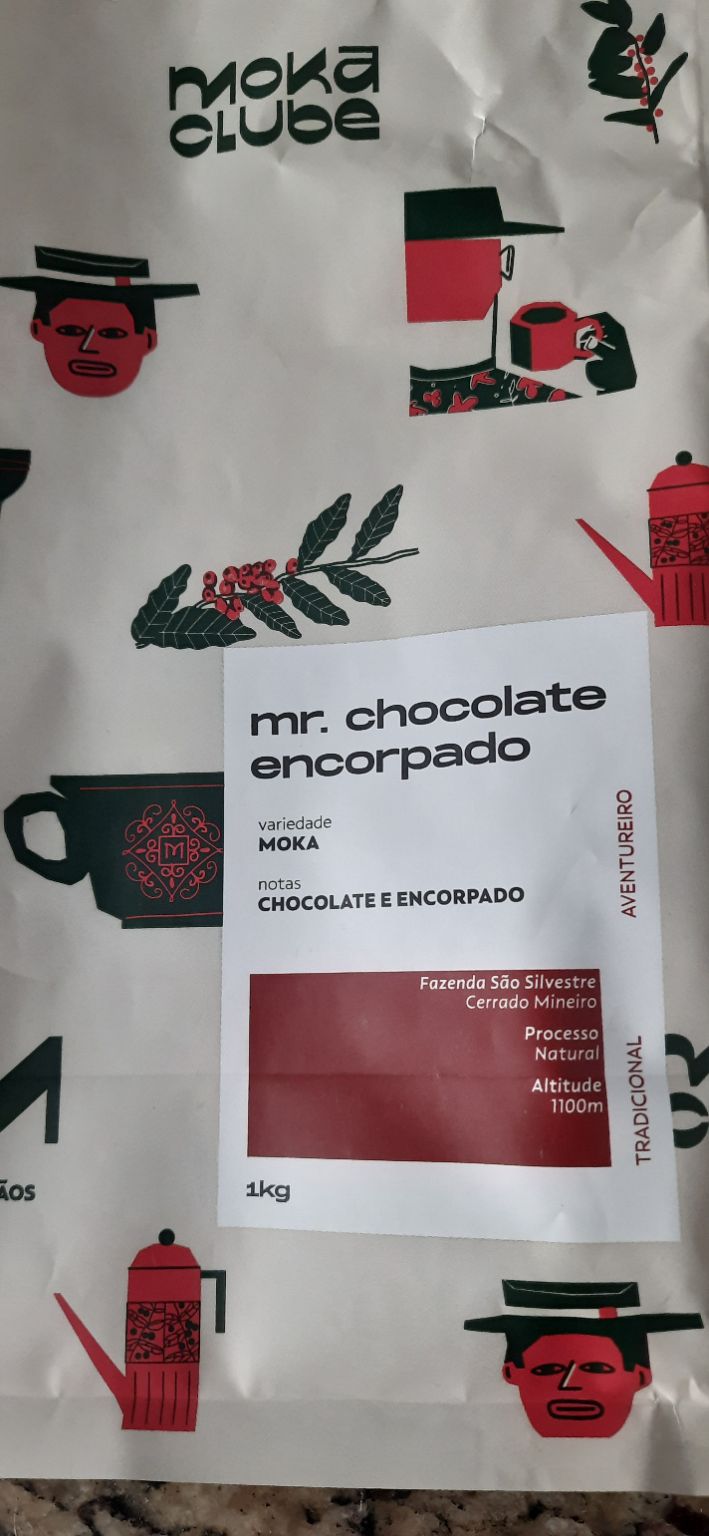 MOKA
CLUBE
mr. chocolate
encorpado
variedade
MOKA
notas
CHOCOLATE E ENCORPADO
AVENTUREIRO
Fazenda São Silvestre
Cerrado Mineiro
Processo
Natural
Altitude
1100m
TRADICIONAL
1kg
M
ÃOS